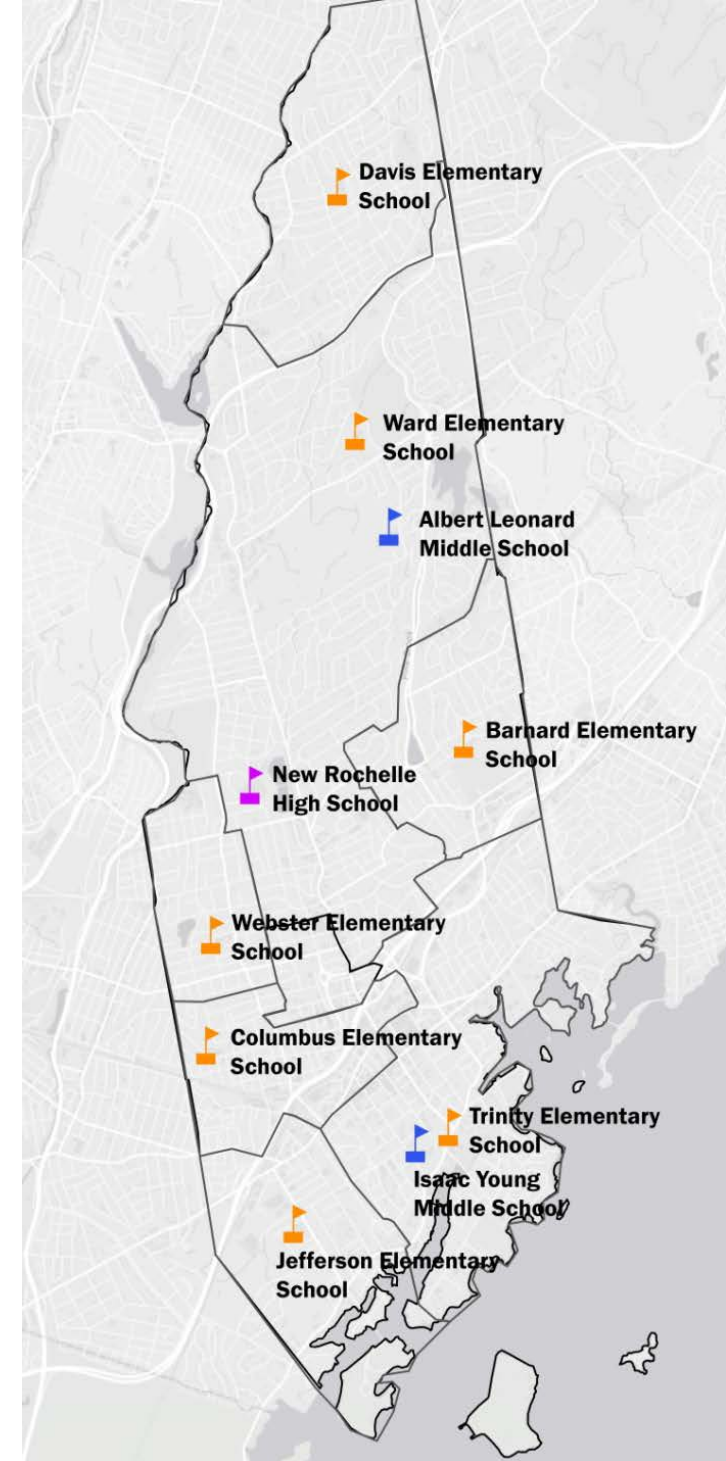 Davis Elementary
School
Ward Elementary
School
Albert Leonard
Middle School
Barnard Elementary
School
New Rochelle
High School
Webster Elementary
School
Columbus Elementary
School
Trinity Elementary
School
Isaac Young
Middle School
Jefferson Elementary
School